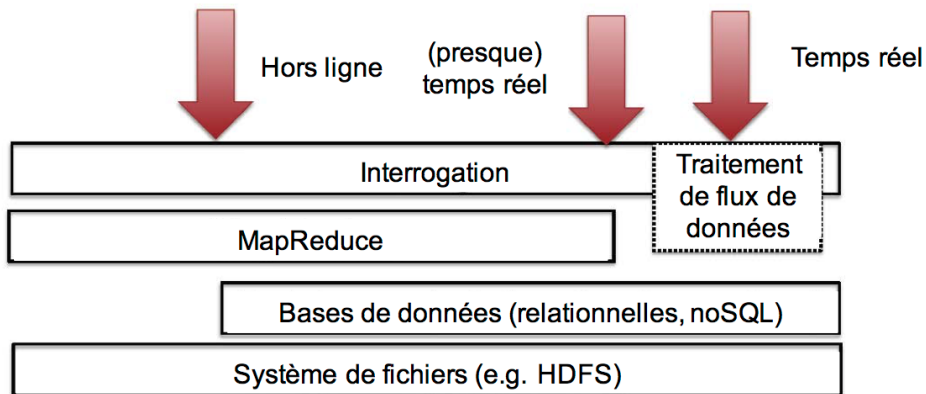 Hors ligne
(presque)
temps réel
Temps réel
Interrogation
Traitement
de flux de
données
MapReduce
Bases de données (relationnelles, noSQL)
Système de fichiers (e.g. HDFS)